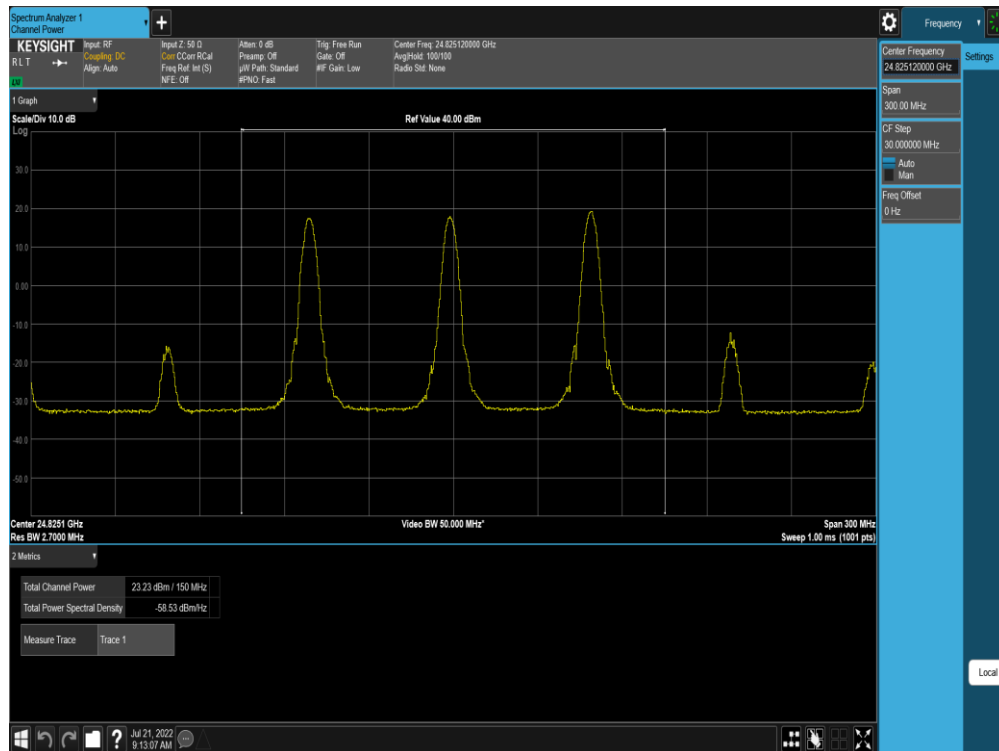 Spectrum Analyzer 1
Channel Power
+
Frequency
KEYSIGHT
R L T
LXI
Input: RF
Coupling: DC
Align: Auto
Input Z: 50 Ω
Corr CCorr RCal
Freq Ref: Int (S)
NFE: Off
Atten: 0 dB
Preamp: Off
µW Path: Standard
#PNO: Fast
Trig: Free Run
Gate: Off
#IF Gain: Low
Center Freq: 24.825120000 GHz
Avg|Hold: 100/100
Radio Std: None
Center Frequency
24.825120000 GHz
Settings
Span
300.00 MHz
CF Step
30.000000 MHz
Auto
Man
Freq Offset
0 Hz
1 Graph
Scale/Div 10.0 dB
Ref Value 40.00 dBm
Log
30.0
20.0
10.0
0.00
-10.0
-20.0
-30.0
-40.0
-50.0
Center 24.8251 GHz
Video BW 50.000 MHz*
Span 300 MHz
Res BW 2.7000 MHz
Sweep 1.00 ms (1001 pts)
2 Metrics
Total Channel Power 23.23 dBm / 150 MHz
Total Power Spectral Density -58.53 dBm/Hz
Measure Trace Trace 1
Local
?
Jul 21, 2022
9:13:07 AM